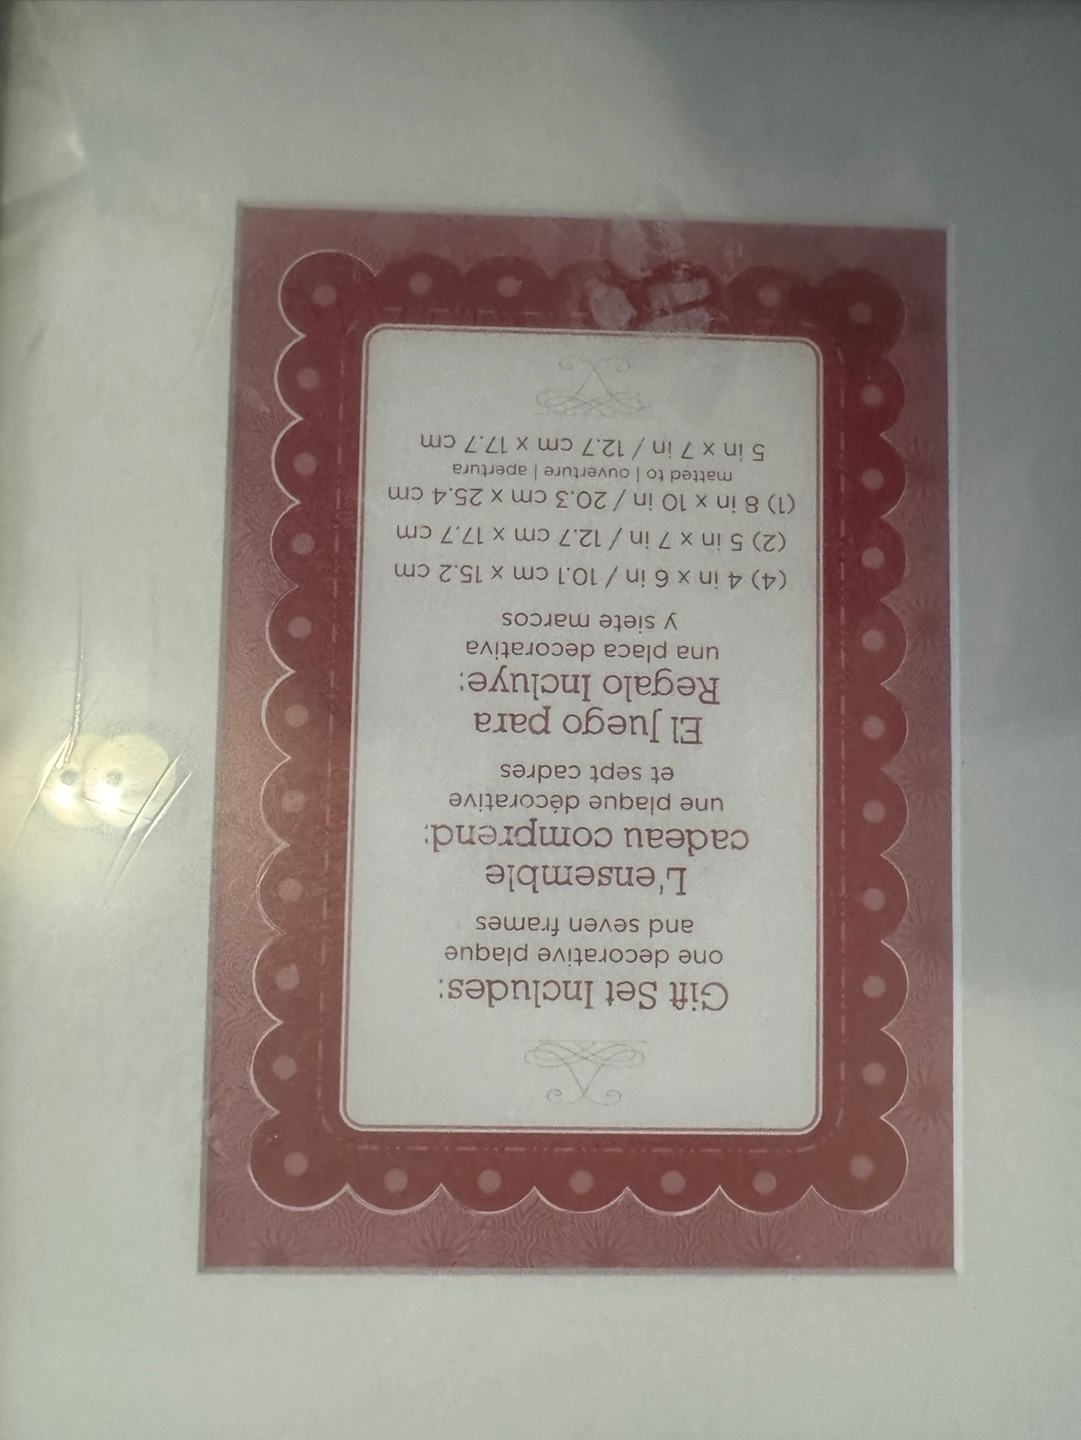 Gift Set Includes:
one decorative plaque
and seven frames
L'ensemble
cadeau comprend:
une plaque décorative
et sept cadres
El Juego para
Regalo Incluye:
una placa decorativa
y siete marcos
(4) 4 in x 6 in / 10.1 cm x 15.2 cm
(2) 5 in x 7 in / 12.7 cm x 17.7 cm
(1) 8 in x 10 in / 20.3 cm x 25.4 cm
matted to | ouverture | apertura
5 in x 7 in / 12.7 cm x 17.7 cm